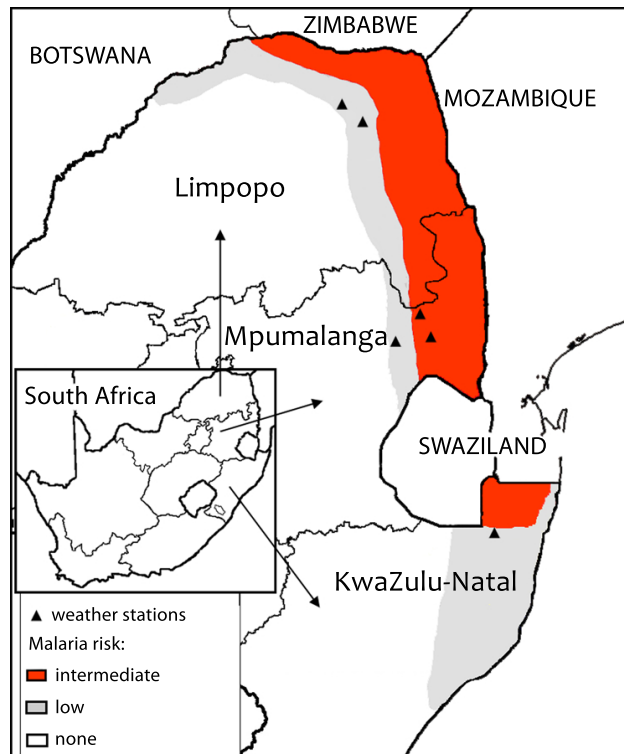 ZIMBABWE
BOTSWANA
MOZAMBIQUE
Limpopo
Mpumalanga
South Africa
SWAZILAND
KwaZulu-Natal
weather stations
Malaria risk:
intermediate
low
none